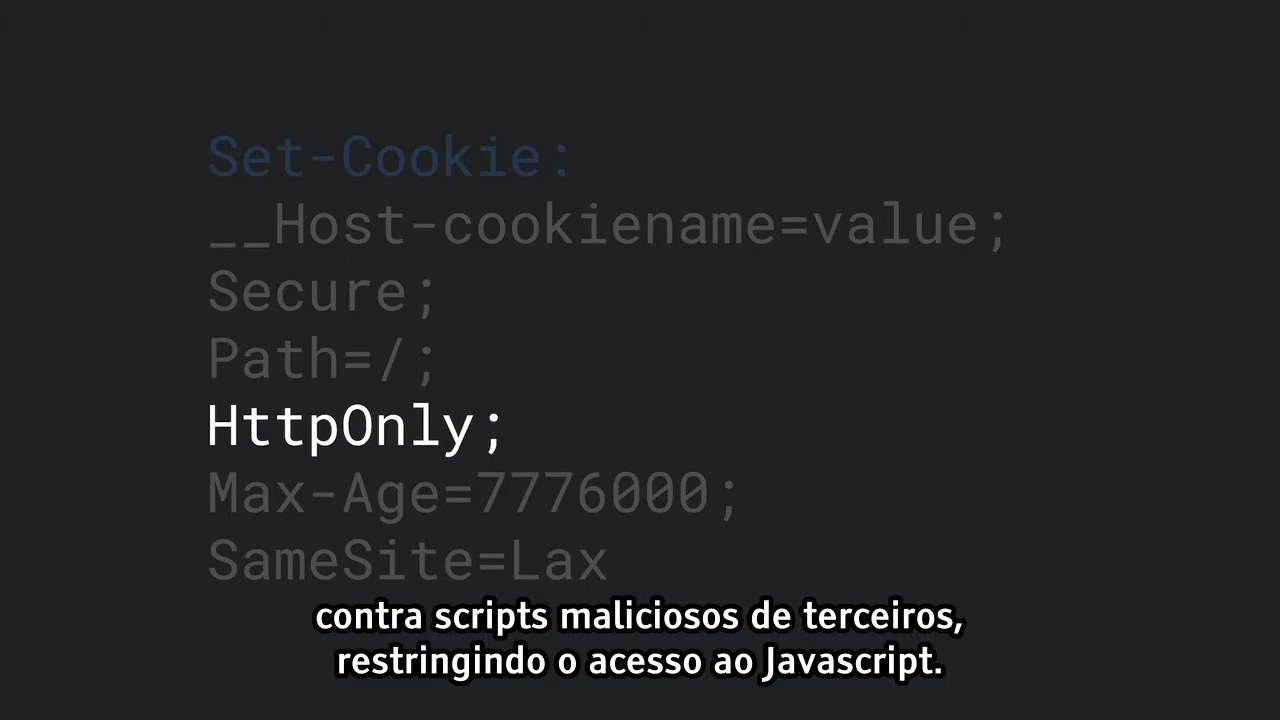 Set-Cookie:
__Host-cookiename=value;
Secure;
Path=/;
HttpOnly;
Max-Age=7776000;
SameSite=Lax
contra scripts maliciosos de terceiros,
restringindo o acesso ao Javascript.